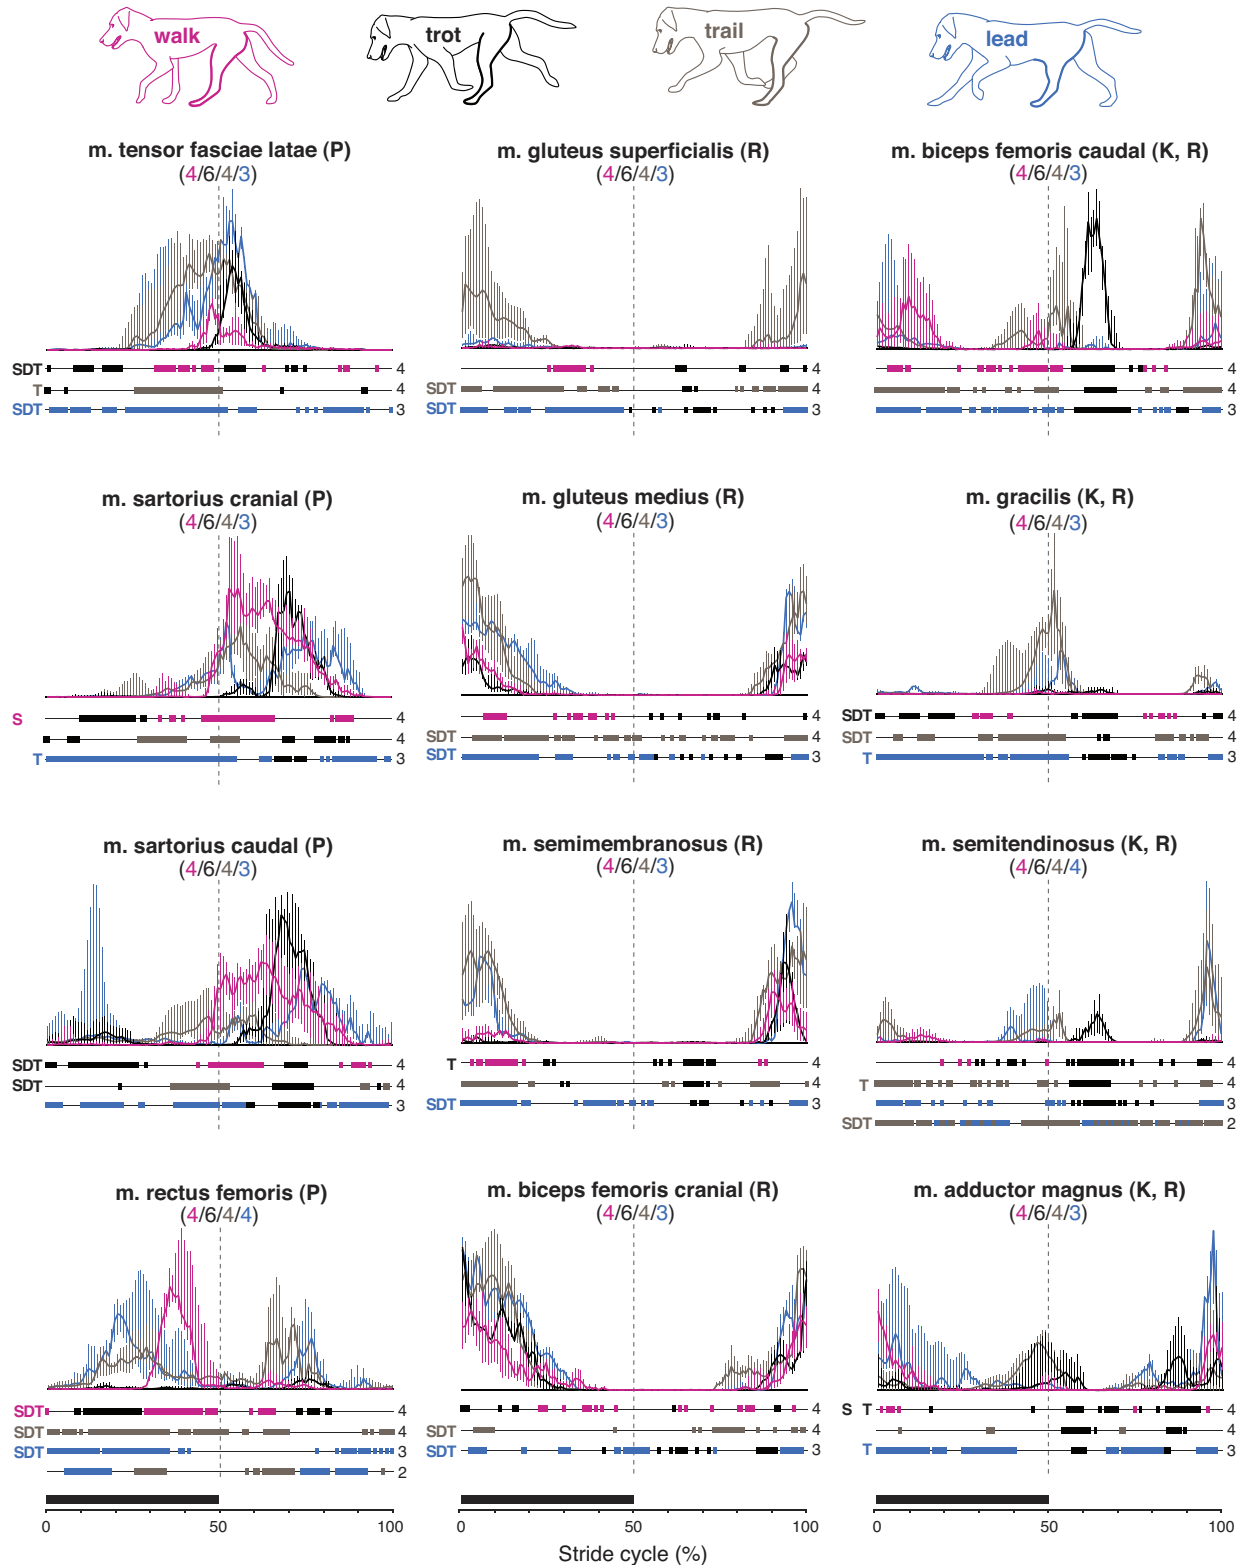 walk
trot
trail
lead
m. tensor fasciae latae (P)
(4/6/4/3)
m. gluteus superficialis (R)
(4/6/4/3)
m. biceps femoris caudal (K, R)
(4/6/4/3)
SDT 4
T 4
SDT 3
4
SDT 4
SDT 3
4
4
3
m. sartorius cranial (P)
(4/6/4/3)
m. gluteus medius (R)
(4/6/4/3)
m. gracilis (K, R)
(4/6/4/3)
S 4
4
T 3
4
SDT 4
SDT 3
SDT 4
SDT 4
T 3
m. sartorius caudal (P)
(4/6/4/3)
m. semimembranosus (R)
(4/6/4/3)
m. semitendinosus (K, R)
(4/6/4/4)
SDT 4
SDT 4
3
T 4
4
SDT 3
4
T 4
3
SDT 2
m. rectus femoris (P)
(4/6/4/4)
m. biceps femoris cranial (R)
(4/6/4/3)
m. adductor magnus (K, R)
(4/6/4/3)
SDT 4
SDT 4
SDT 3
2
4
SDT 4
SDT 3
S T 4
4
T 3
0 50 100
0 50 100
0 50 100
Stride cycle (%)